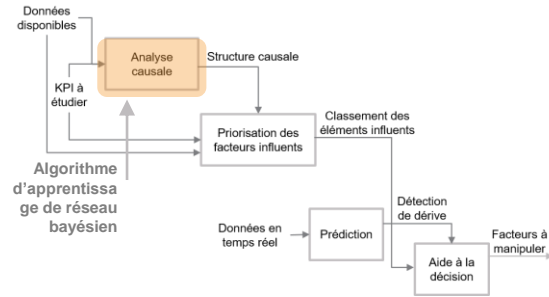 Données
disponibles
Analyse
causale
Structure causale
KPI à
étudier
Classement des
éléments influents
Priorisation des
facteurs influents
Algorithme
d'apprentissa
ge de réseau
bayésien
Détection
de dérive
Données en
temps réel
Prédiction
Facteurs à
manipuler
Aide à la
décision